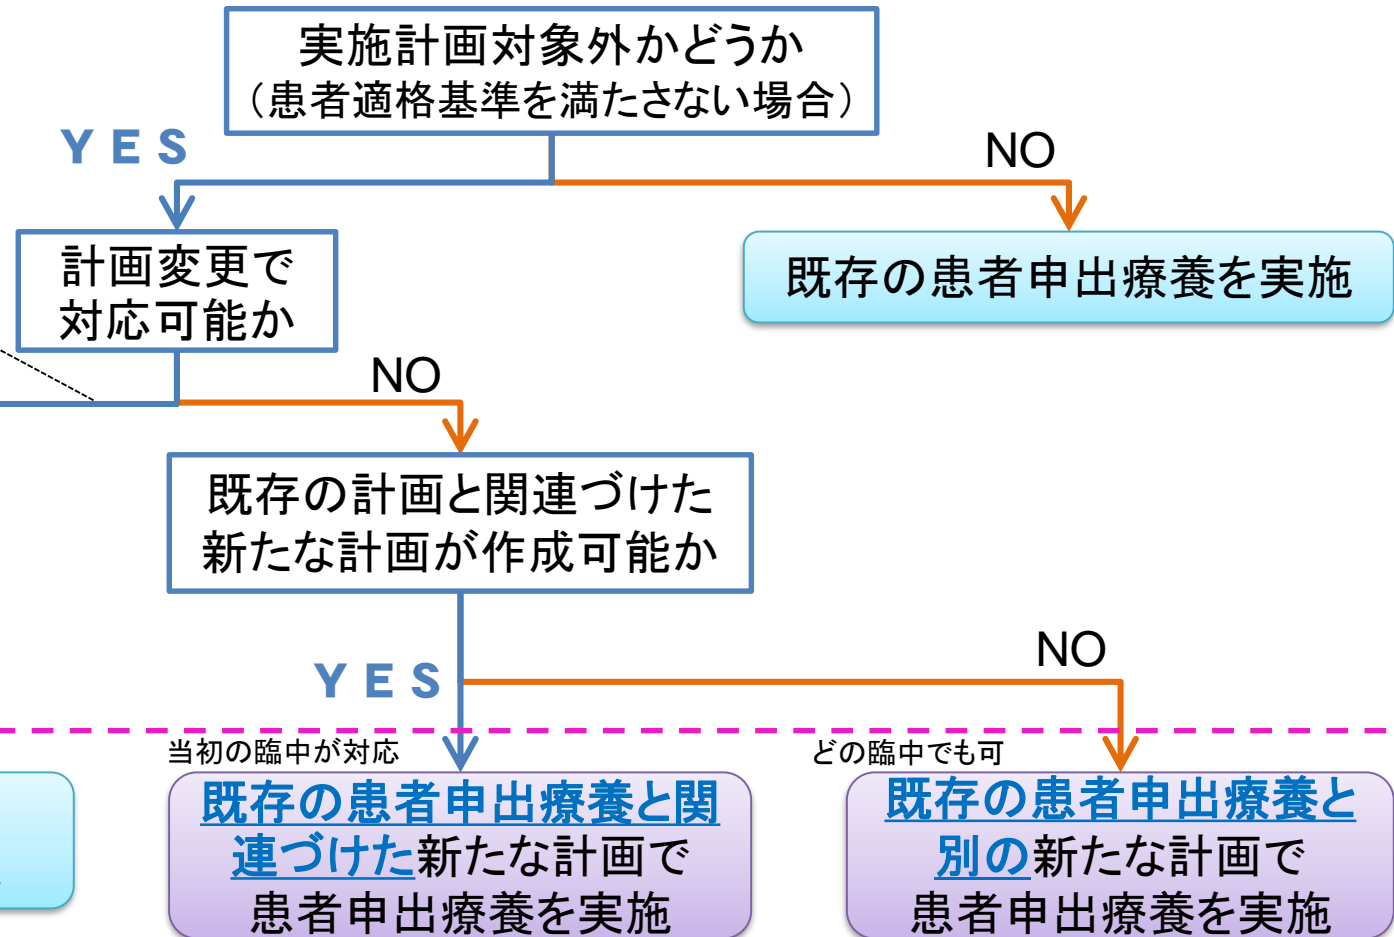 実施計画対象外かどうか
（患者適格基準を満たさない場合）
YES
NO
計画変更で
対応可能か
既存の患者申出療養を実施
NO
既存の計画と関連づけた
新たな計画が作成可能か
YES
NO
当初の臨中が対応
どの臨中でも可
既存の患者申出療養と関
連づけた新たな計画で
患者申出療養を実施
既存の患者申出療養と
別の新たな計画で
患者申出療養を実施